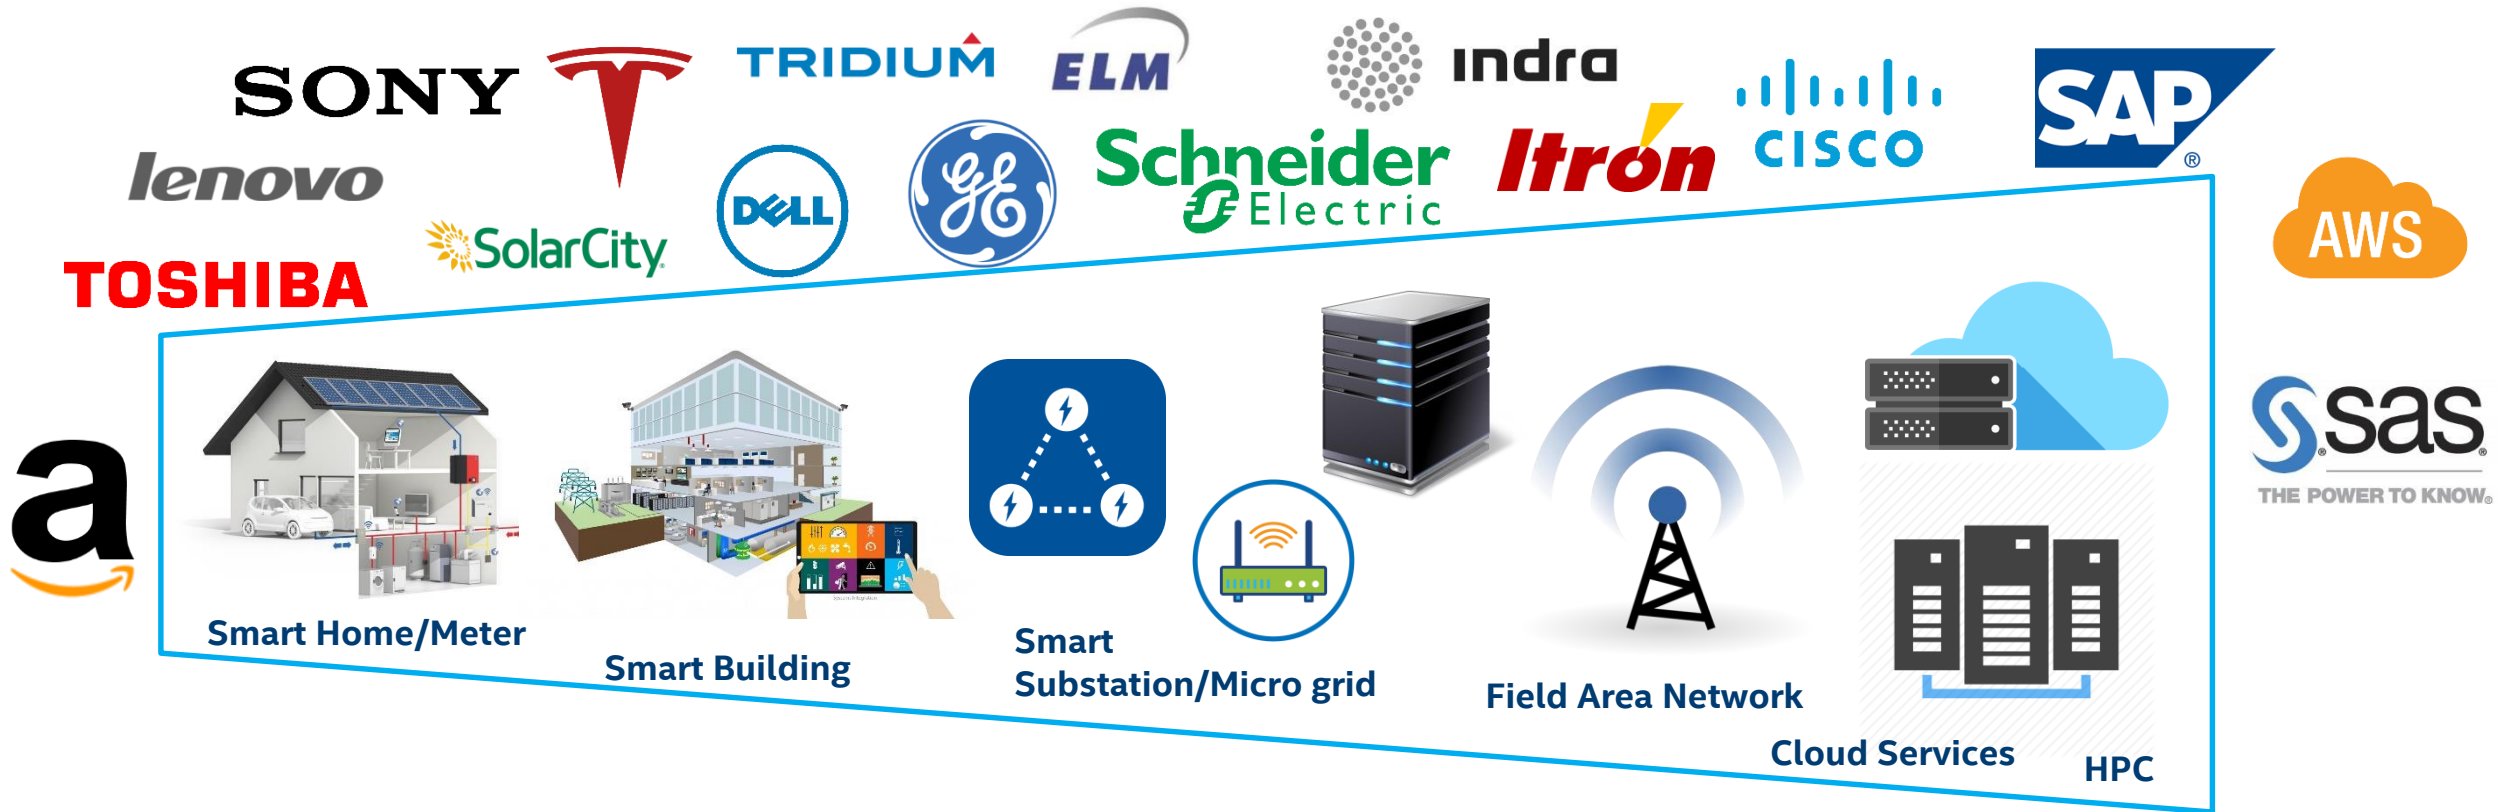 SONY
TRIDIUM
ELM
indra
SAP
®
CISCO
lenovo
DELL
GE
Schneider
Electric
Itron
AWS
SolarCity
TOSHIBA
a
sas
THE POWER TO KNOW®
Smart Home/Meter
Smart Building
Smart
Substation/Micro grid
Field Area Network
Cloud Services
HPC